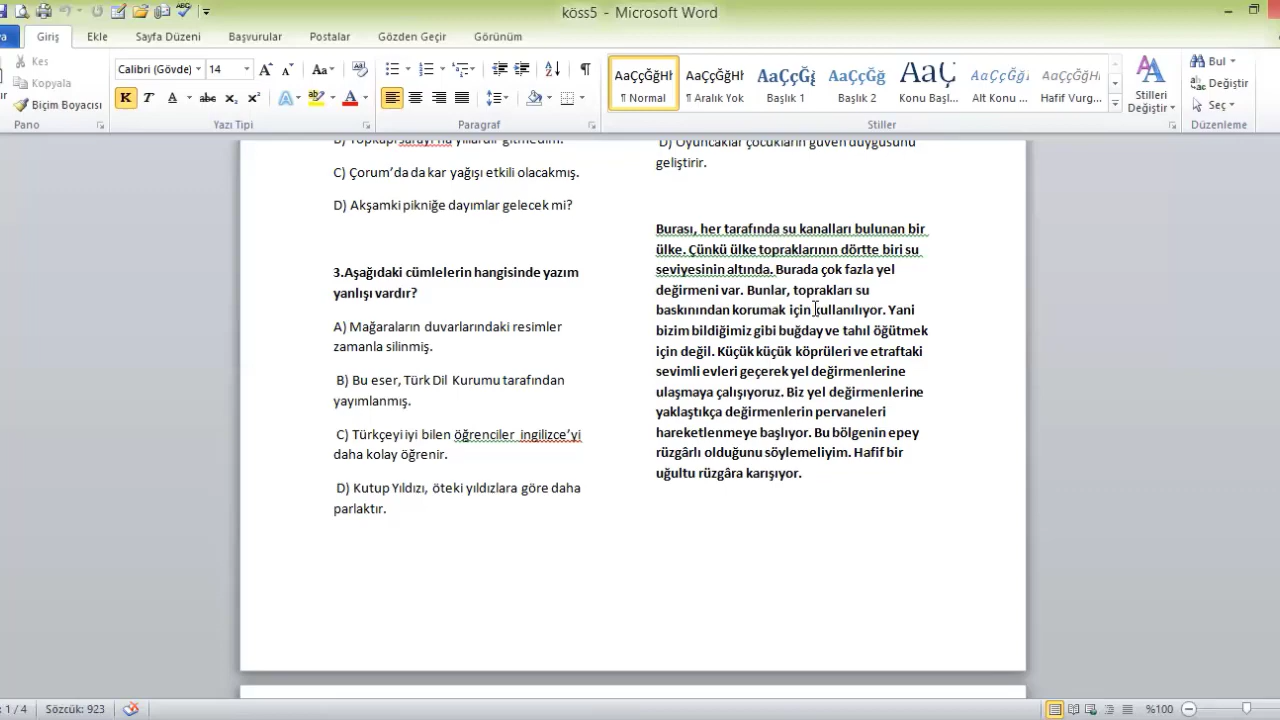 köss5 - Microsoft Word
Giriş Ekle Sayfa Düzeni Başvurular Postalar Gözden Geçir Görünüm
Kes
Kopyala
Biçim Boyacısı
Pano
Calibri (Gövde) 14
Yazı Tipi
Paragraf
AaÇçĞğHł AaÇçĞğHł AaÇçĞğ AaÇçĞğ AaÇ AaÇçĞğİ AaÇçĞğHł
¶ Normal ¶ Aralık Yok Başlık 1 Başlık 2 Konu Başl... Alt Konu ... Hafif Vurg...
Stiller
Stilleri
Değiştir
Bul
Değiştir
Seç
Düzenleme
C) Çorum’da da kar yağışı etkili olacakmış.
D) Akşamki pikniğe dayımlar gelecek mi?
3.Aşağıdaki cümlelerin hangisinde yazım
yanlışı vardır?
A) Mağaraların duvarlarındaki resimler
zamanla silinmiş.
B) Bu eser, Türk Dil Kurumu tarafından
yayımlanmış.
C) Türkçeyi iyi bilen öğrenciler ingilizce’yi
daha kolay öğrenir.
D) Kutup Yıldızı, öteki yıldızlara göre daha
parlaktır.
D) Oyuncaklar çocukların güven duygusunu
geliştirir.
Burası, her tarafında su kanalları bulunan bir
ülke. Çünkü ülke topraklarının dörtte biri su
seviyesinin altında. Burada çok fazla yel
değirmeni var. Bunlar, toprakları su
baskınından korumak için kullanılıyor. Yani
bizim bildiğimiz gibi buğday ve tahıl öğütmek
için değil. Küçük küçük köprüleri ve etraftaki
sevimli evleri geçerek yel değirmenlerine
ulaşmaya çalışıyoruz. Biz yel değirmenlerine
yaklaştıkça değirmenlerin pervaneleri
hareketlenmeye başlıyor. Bu bölgenin epey
rüzgârlı olduğunu söylemeliyim. Hafif bir
uğultu rüzgâra karışıyor.
1 / 4 Sözcük: 923 %100